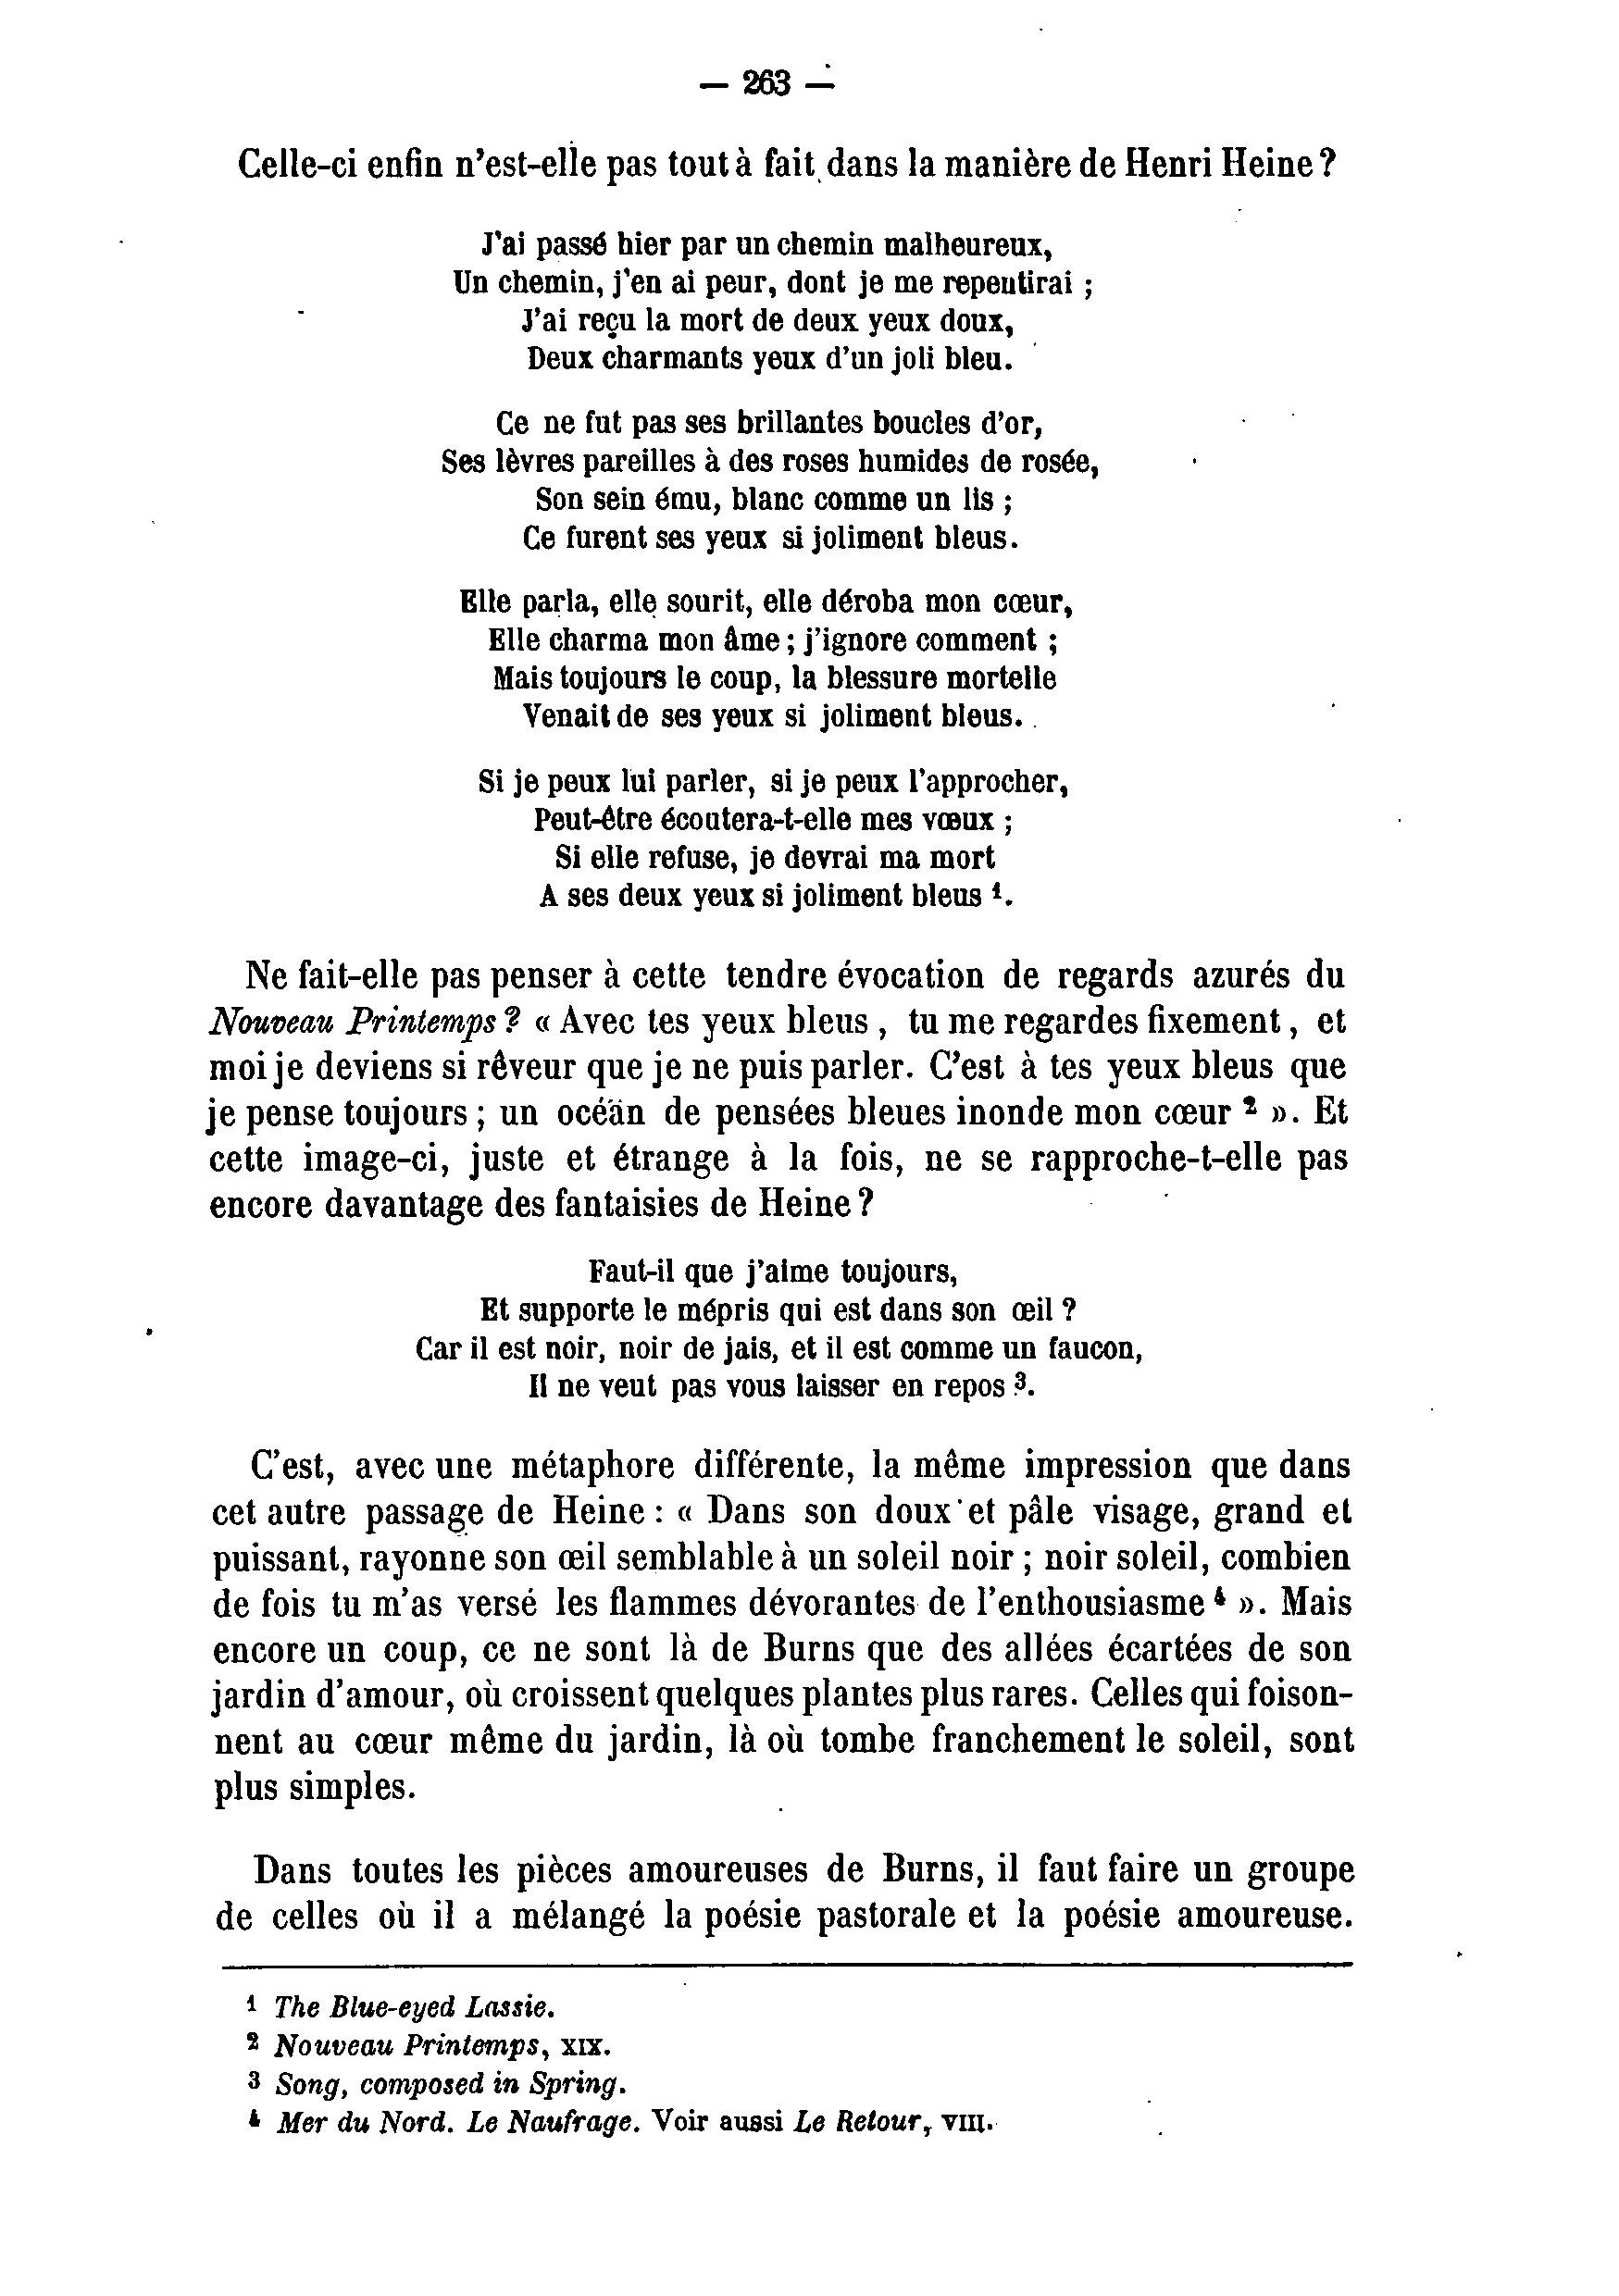 — 263 —
Celle-ci enfin n'est-elle pas tout à fait dans la manière de Henri Heine ?
J'ai passé hier par un chemin malheureux,
Un chemin, j'en ai peur, dont je me repentirai ;
J'ai reçu la mort de deux yeux doux,
Deux charmants yeux d'un joli bleu.
Ce ne fut pas ses brillantes boucles d'or,
Ses lèvres pareilles à des roses humides de rosée,
Son sein ému, blanc comme un lis ;
Ce furent ses yeux si joliment bleus.
Elle parla, elle sourit, elle déroba mon cœur,
Elle charma mon âme ; j'ignore comment ;
Mais toujours le coup, la blessure mortelle
Venait de ses yeux si joliment bleus.
Si je peux lui parler, si je peux l'approcher,
Peut-être écoutera-t-elle mes vœux ;
Si elle refuse, je devrai ma mort
A ses deux yeux si joliment bleus ¹.
Ne fait-elle pas penser à cette tendre évocation de regards azurés du
Nouveau Printemps ? « Avec tes yeux bleus , tu me regardes fixement , et
moi je deviens si rêveur que je ne puis parler. C'est à tes yeux bleus que
je pense toujours ; un océan de pensées bleues inonde mon cœur ² ». Et
cette image-ci, juste et étrange à la fois, ne se rapproche-t-elle pas
encore davantage des fantaisies de Heine ?
Faut-il que j'aime toujours,
Et supporte le mépris qui est dans son œil ?
Car il est noir, noir de jais, et il est comme un faucon,
Il ne veut pas vous laisser en repos ³.
C'est, avec une métaphore différente, la même impression que dans
cet autre passage de Heine : « Dans son doux et pâle visage, grand et
puissant, rayonne son œil semblable à un soleil noir ; noir soleil, combien
de fois tu m'as versé les flammes dévorantes de l'enthousiasme ⁴ ». Mais
encore un coup, ce ne sont là de Burns que des allées écartées de son
jardin d'amour, où croissent quelques plantes plus rares. Celles qui foison-
nent au cœur même du jardin, là où tombe franchement le soleil, sont
plus simples.
Dans toutes les pièces amoureuses de Burns, il faut faire un groupe
de celles où il a mélangé la poésie pastorale et la poésie amoureuse.
¹ The Blue-eyed Lassie.
² Nouveau Printemps, XIX.
³ Song, composed in Spring.
⁴ Mer du Nord. Le Naufrage. Voir aussi Le Retour, VIII.